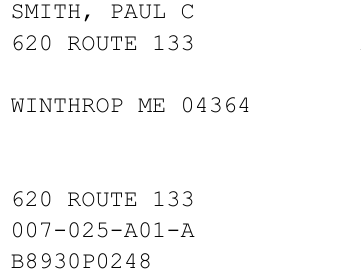 SMITH, PAUL C
620 ROUTE 133
WINTHROP ME 04364
620 ROUTE 133
007-025-A01-A
B8930P0248